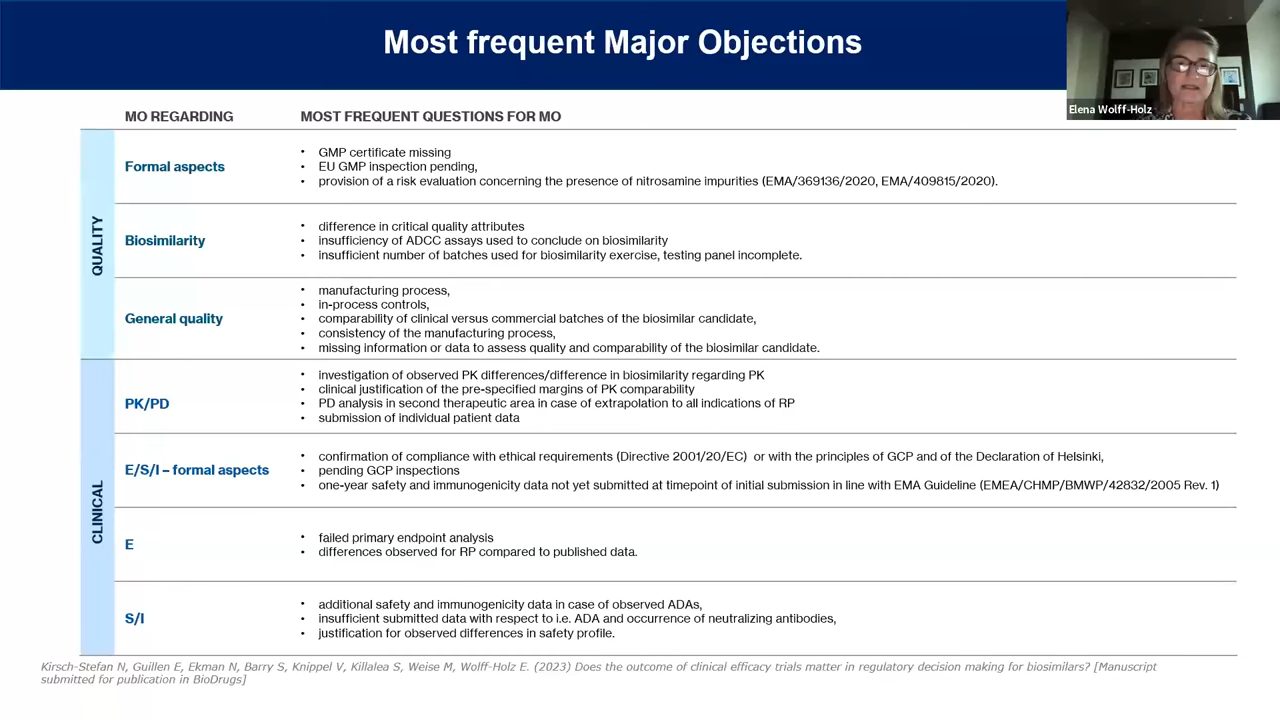 Most frequent Major Objections
Elena Wolff-Holz
MO REGARDING
MOST FREQUENT QUESTIONS FOR MO
QUALITY
Formal aspects
• GMP certificate missing
• EU GMP inspection pending,
• provision of a risk evaluation concerning the presence of nitrosamine impurities (EMA/369136/2020, EMA/409815/2020).
Biosimilarity
• difference in critical quality attributes
• insufficiency of ADCC assays used to conclude on biosimilarity
• insufficient number of batches used for biosimilarity exercise, testing panel incomplete.
General quality
• manufacturing process,
• in-process controls,
• comparability of clinical versus commercial batches of the biosimilar candidate,
• consistency of the manufacturing process,
• missing information or data to assess quality and comparability of the biosimilar candidate.
CLINICAL
PK/PD
• investigation of observed PK differences/difference in biosimilarity regarding PK
• clinical justification of the pre-specified margins of PK comparability
• PD analysis in second therapeutic area in case of extrapolation to all indications of RP
• submission of individual patient data
E/S/I – formal aspects
• confirmation of compliance with ethical requirements (Directive 2001/20/EC) or with the principles of GCP and of the Declaration of Helsinki,
• pending GCP inspections
• one-year safety and immunogenicity data not yet submitted at timepoint of initial submission in line with EMA Guideline (EMEA/CHMP/BMWP/42832/2005 Rev. 1)
E
• failed primary endpoint analysis
• differences observed for RP compared to published data.
S/I
• additional safety and immunogenicity data in case of observed ADAs,
• insufficient submitted data with respect to i.e. ADA and occurrence of neutralizing antibodies,
• justification for observed differences in safety profile.
Kirsch-Stefan N, Guillen E, Ekman N, Barry S, Knippel V, Killalea S, Weise M, Wolff-Holz E. (2023) Does the outcome of clinical efficacy trials matter in regulatory decision making for biosimilars? [Manuscript
submitted for publication in BioDrugs]